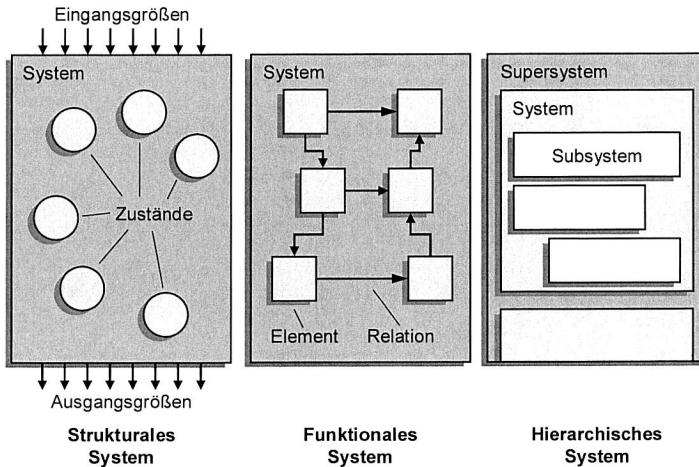 Eingangsgrößen
System
Zustände
Ausgangsgrößen
Strukturales
System
System
Element
Relation
Funktionales
System
Supersystem
System
Subsystem
Hierarchisches
System